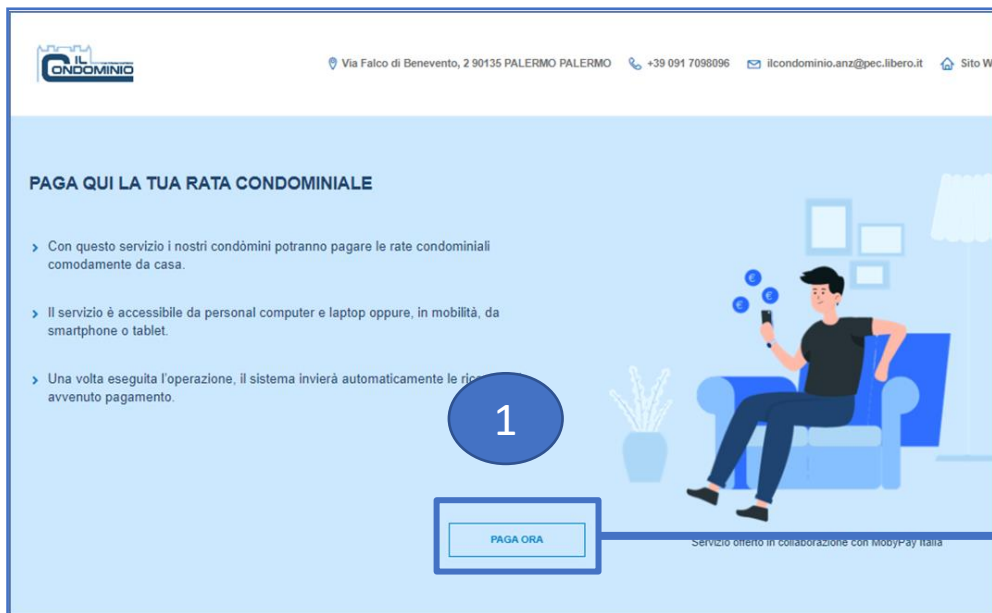 IL
CONDOMINIO
Via Falco di Benevento, 2 90135 PALERMO PALERMO
+39 091 7098096
ilcondominio.anz@pec.libero.it
Sito W
PAGA QUI LA TUA RATA CONDOMINIALE
Con questo servizio i nostri condòmini potranno pagare le rate condominiali
comodamente da casa.
Il servizio è accessibile da personal computer e laptop oppure, in mobilità, da
smartphone o tablet.
Una volta eseguita l'operazione, il sistema invierà automaticamente le
avvenuto pagamento.
1
PAGA ORA
Servizio offerto in collaborazione con MobyPay Italia